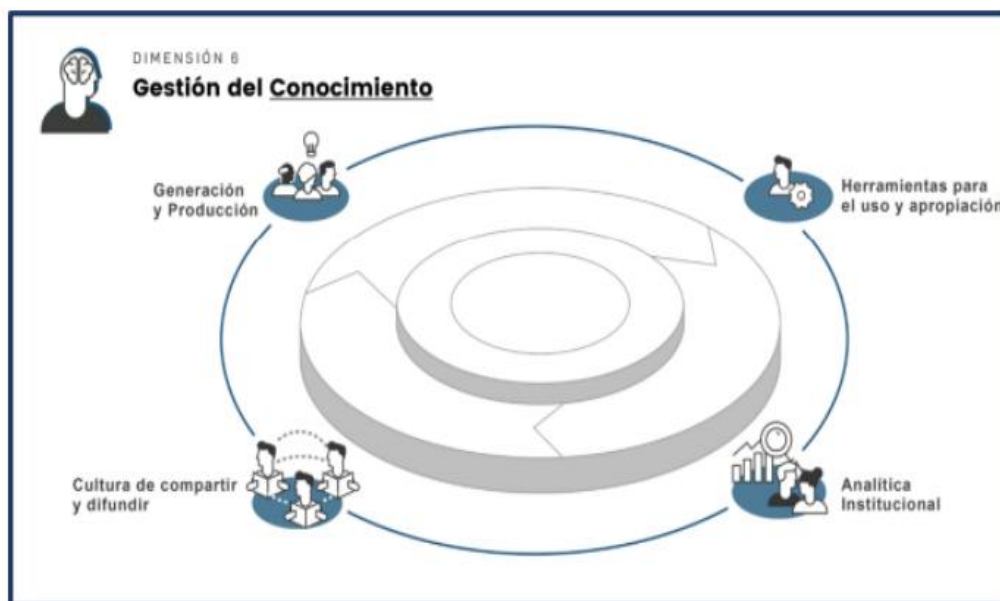 DIMENSIÓN 6
Gestión del Conocimiento
Generación
y Producción
Herramientas para
el uso y apropiación
Cultura de compartir
y difundir
Analítica
Institucional